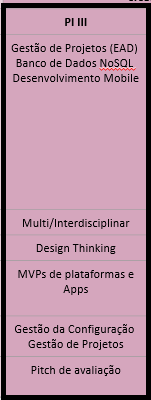 PI III
Gestão de Projetos (EAD)
Banco de Dados NoSQL
Desenvolvimento Mobile
Multi/Interdisciplinar
Design Thinking
MVPs de plataformas e
Apps
Gestão da Configuração
Gestão de Projetos
Pitch de avaliação